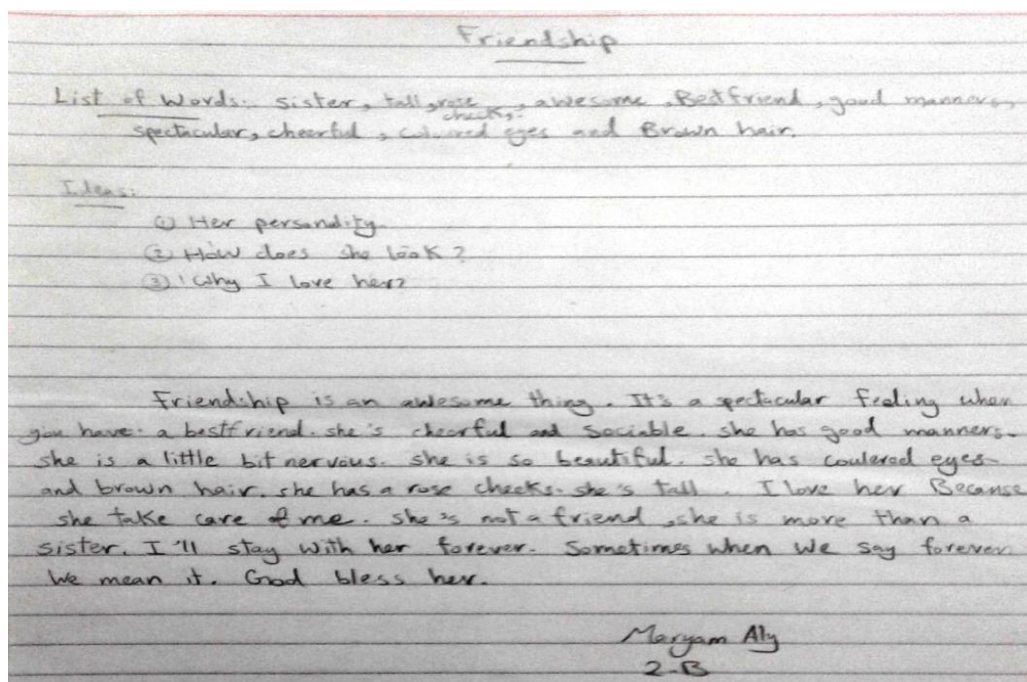 Friendship
List of Words: sister, tall, rose cheeks, awesome, Bestfriend, good manners,
spectacular, cheerful, coloured eyes and Brown hair.
Ideas:
① Her personality
② How does she look?
③ Why I love her?
Friendship is an awesome thing. It's a spectacular feeling when
you have a bestfriend. she's cheerful and sociable. she has good manners.
she is a little bit nervous. she is so beautiful. she has coulered eyes
and brown hair. she has a rose cheeks. she's tall. I love her Because
she take care of me. she's not a friend, she is more than a
sister. I'll stay with her forever. Sometimes when we say forever
we mean it. God bless her.
Maryam Aly
2-B